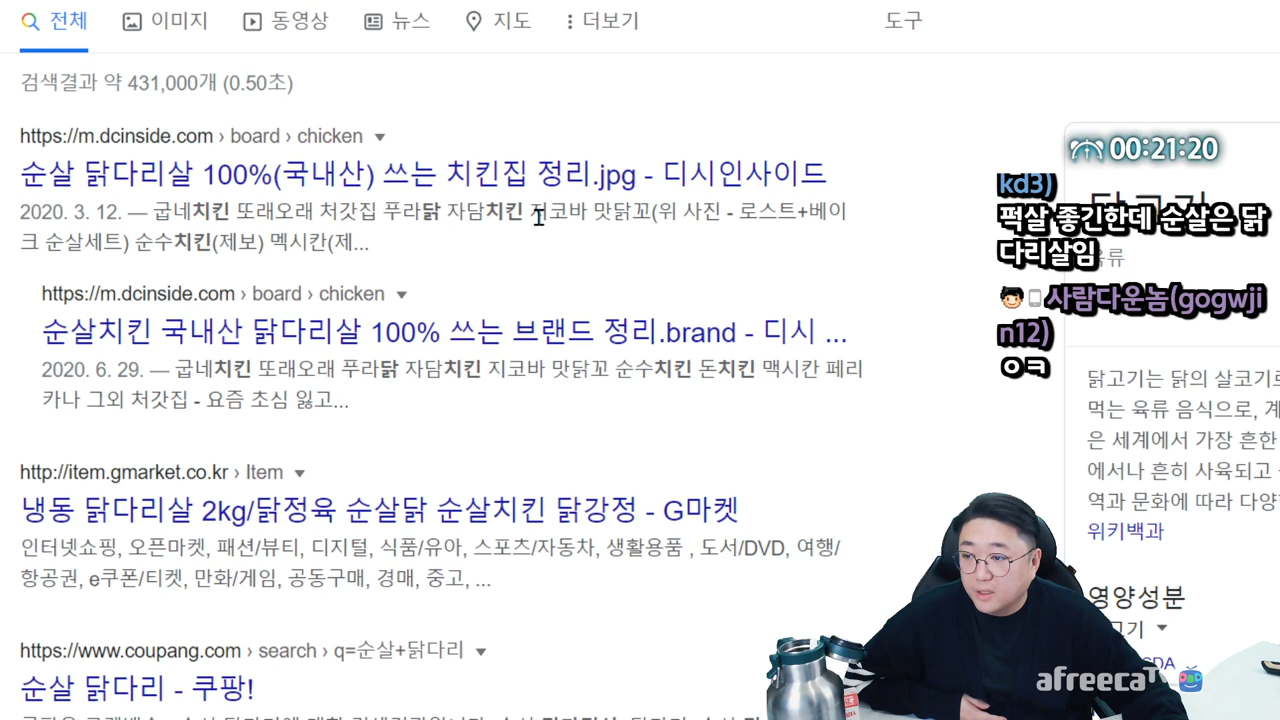 전체
이미지
동영상
뉴스
지도
더보기
도구
검색결과 약 431,000개 (0.50초)
https://m.dcinside.com › board › chicken
순살 닭다리살 100%(국내산) 쓰는 치킨집 정리.jpg - 디시인사이드
2020. 3. 12. — 굽네치킨 또래오래 처갓집 푸라닭 자담치킨 지코바 맛닭꼬(위 사진 - 로스트+베이
크 순살세트) 순수치킨(제보) 멕시칸(제...
https://m.dcinside.com › board › chicken
순살치킨 국내산 닭다리살 100% 쓰는 브랜드 정리.brand - 디시 ...
2020. 6. 29. — 굽네치킨 또래오래 푸라닭 자담치킨 지코바 맛닭꼬 순수치킨 돈치킨 맥시칸 페리
카나 그외 처갓집 - 요즘 초심 잃고...
http://item.gmarket.co.kr › Item
냉동 닭다리살 2kg/닭정육 순살닭 순살치킨 닭강정 - G마켓
인터넷쇼핑, 오픈마켓, 패션/뷰티, 디지털, 식품/유아, 스포츠/자동차, 생활용품 , 도서/DVD, 여행/
항공권, e쿠폰/티켓, 만화/게임, 공동구매, 경매, 중고, ...
https://www.coupang.com › search › q=순살+닭다리
순살 닭다리 - 쿠팡!
00:21:20
kd3)
퍽살 좋긴한데 순살은 닭
다리살임
사람다운놈(gogwji
n12)
ㅇㅋ
닭고기는 닭의 살코기로
먹는 육류 음식으로,
은 세계에서 가장 흔한
에서나 흔히 사육되고
역과 문화에 따라 다양
위키백과
영양성분
afreecaTV